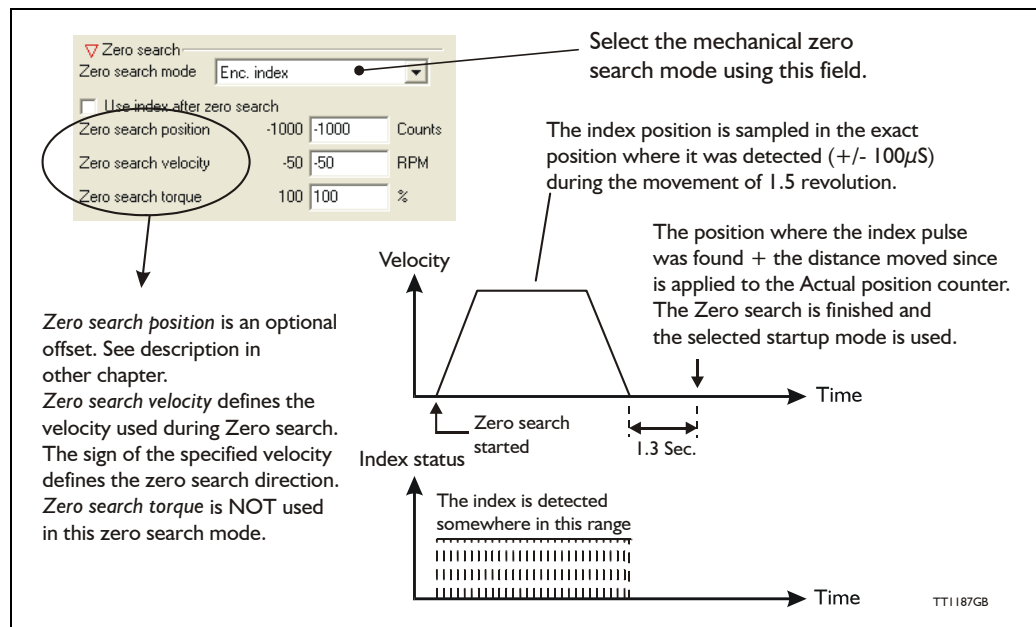 Zero search
Zero search mode Enc. index
Use index after zero search
Zero search position -1000 -1000 Counts
Zero search velocity -50 -50 RPM
Zero search torque 100 100 %
Select the mechanical zero
search mode using this field.
The index position is sampled in the exact
position where it was detected (+/- 100µS)
during the movement of 1.5 revolution.
The position where the index pulse
was found + the distance moved since
is applied to the Actual position counter.
The Zero search is finished and
the selected startup mode is used.
Zero search position is an optional
offset. See description in
other chapter.
Zero search velocity defines the
velocity used during Zero search.
The sign of the specified velocity
defines the zero search direction.
Zero search torque is NOT used
in this zero search mode.
Velocity
Time
Zero search
started
1.3 Sec.
Index status
The index is detected
somewhere in this range
Time
TT1187GB